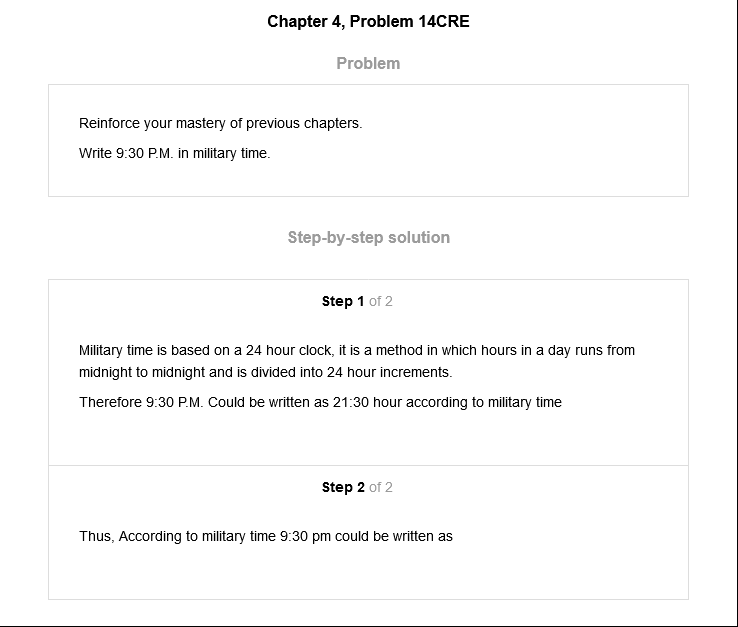 Chapter 4, Problem 14CRE
Problem
Reinforce your mastery of previous chapters.
Write 9:30 P.M. in military time.
Step-by-step solution
Step 1 of 2
Military time is based on a 24 hour clock, it is a method in which hours in a day runs from
midnight to midnight and is divided into 24 hour increments.
Therefore 9:30 P.M. Could be written as 21:30 hour according to military time
Step 2 of 2
Thus, According to military time 9:30 pm could be written as